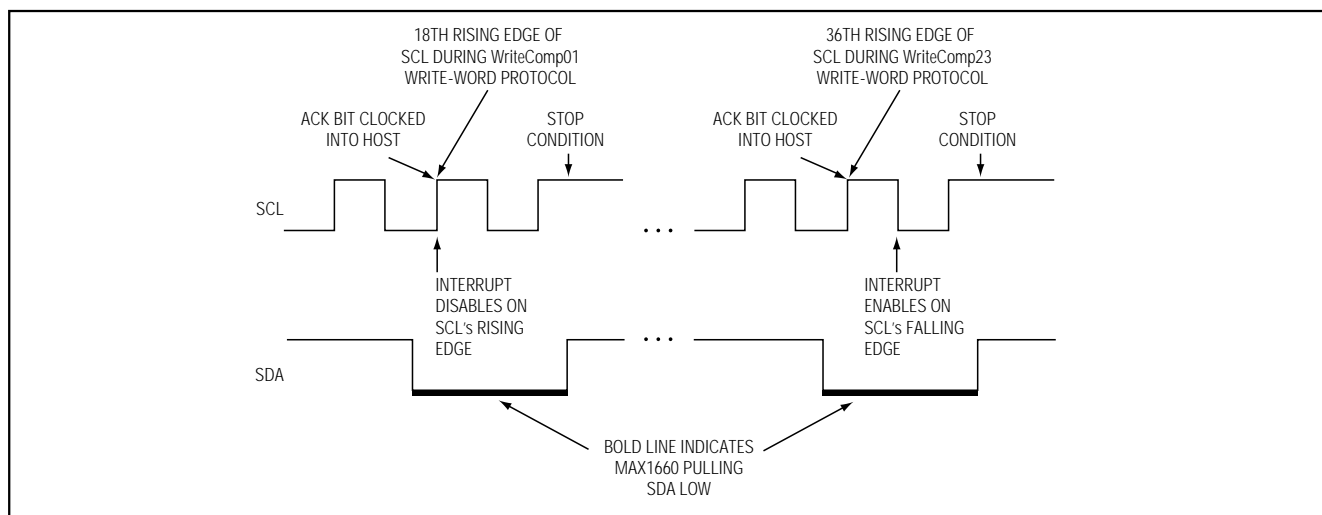 18TH RISING EDGE OF
SCL DURING WriteComp01
WRITE-WORD PROTOCOL
36TH RISING EDGE OF
SCL DURING WriteComp23
WRITE-WORD PROTOCOL
ACK BIT CLOCKED
INTO HOST
STOP
CONDITION
ACK BIT CLOCKED
INTO HOST
STOP
CONDITION
SCL
...
INTERRUPT
DISABLES ON
SCL's RISING
EDGE
INTERRUPT
ENABLES ON
SCL's FALLING
EDGE
...
SDA
BOLD LINE INDICATES
MAX1660 PULLING
SDA LOW